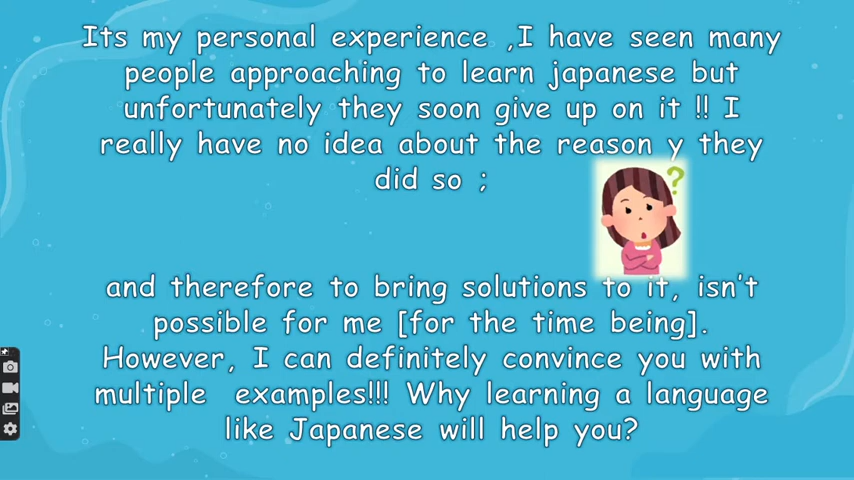 Its my personal experience ,I have seen many
people approaching to learn japanese but
unfortunately they soon give up on it !! I
really have no idea about the reason y they
did so ;
?
and therefore to bring solutions to it, isn't
possible for me [for the time being].
However, I can definitely convince you with
multiple examples!!! Why learning a language
like Japanese will help you?